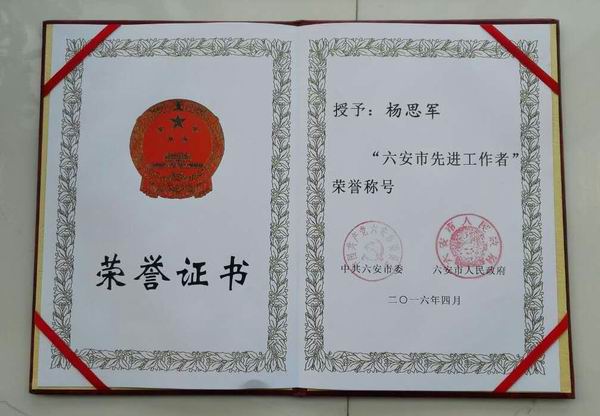 荣誉证书
授予：杨思军
“六安市先进工作者”
荣誉称号
中共六安市委
六安市人民政府
二〇一六年四月